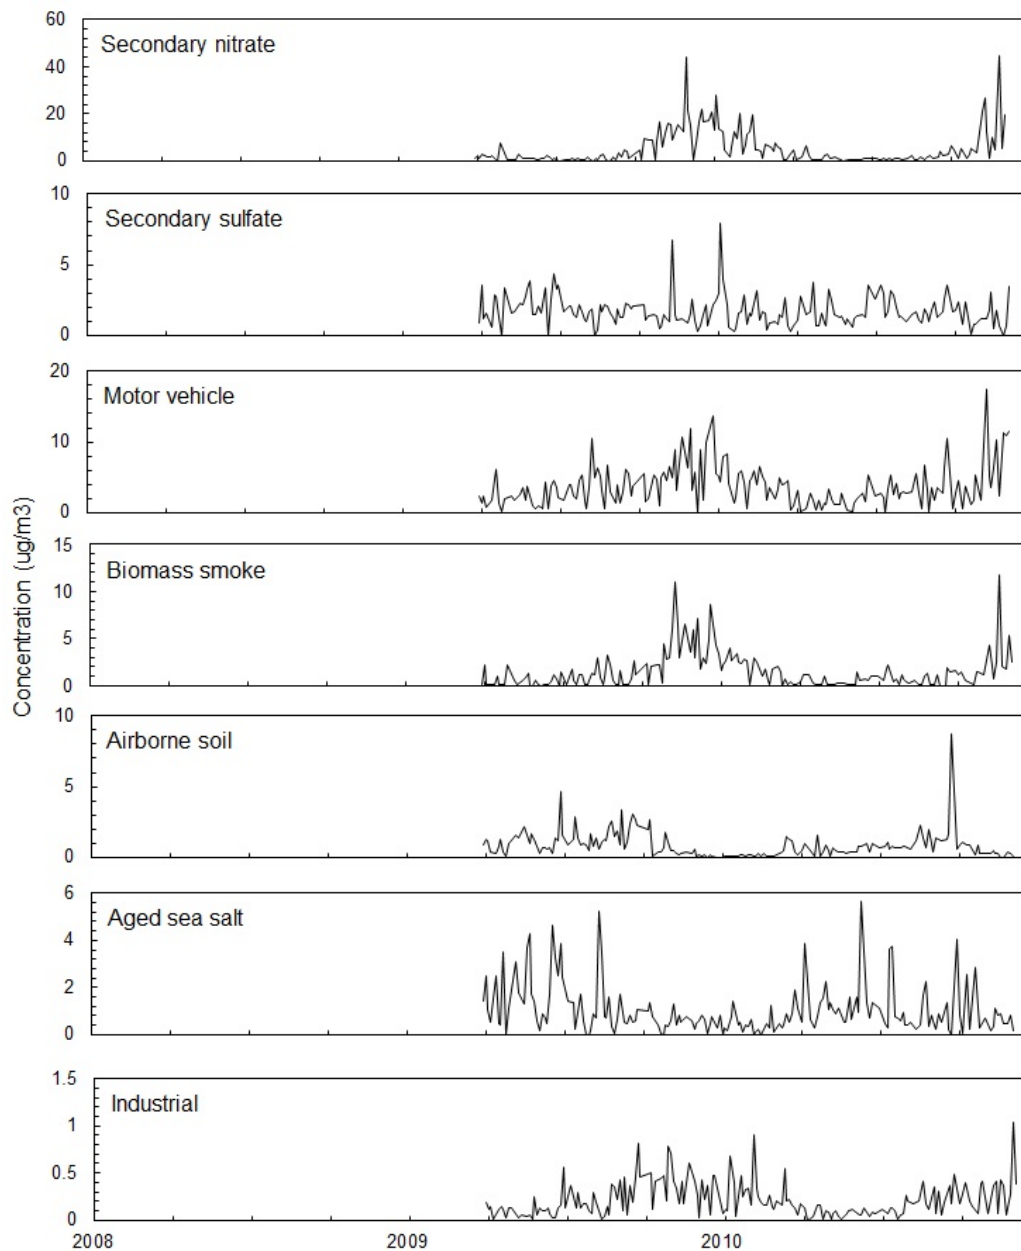 60
Secondary nitrate
40
20
0
10
Secondary sulfate
5
0
20
Motor vehicle
10
0
Concentration (ug/m3)
15
Biomass smoke
10
5
0
10
Airborne soil
5
0
6
Aged sea salt
4
2
0
1.5
Industrial
1
0.5
0
2008 2009 2010